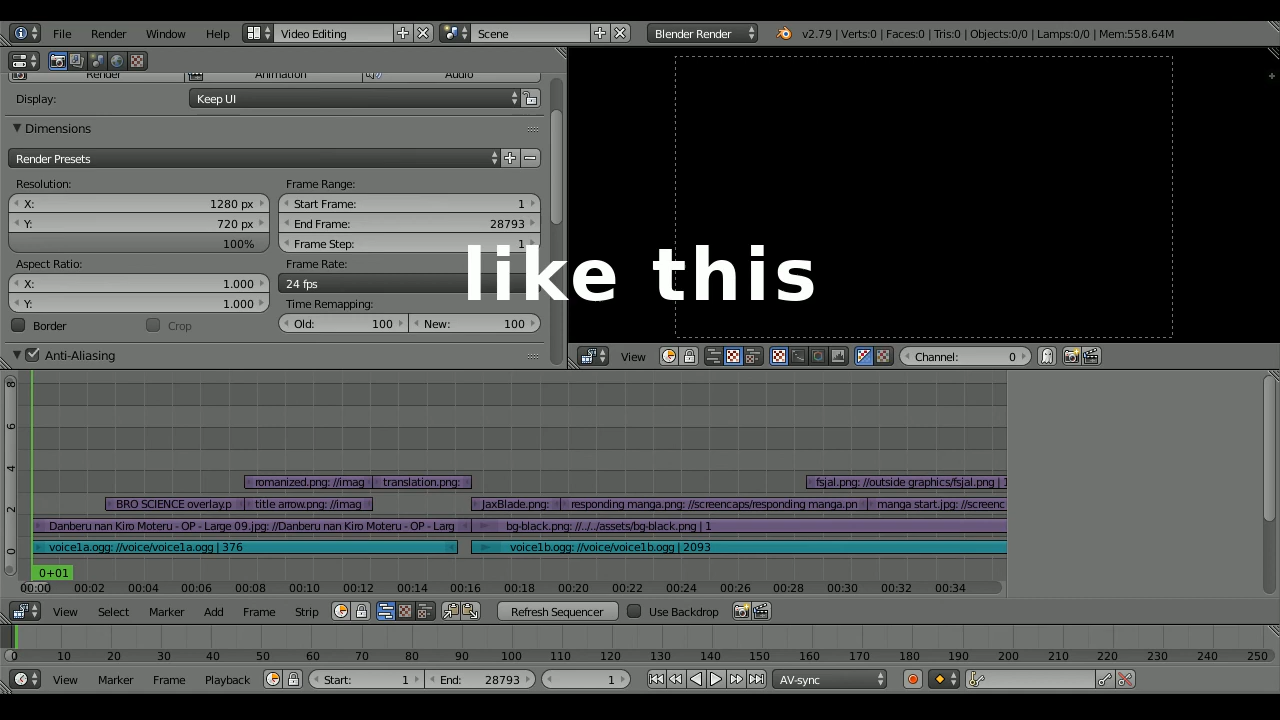 File Render Window Help Video Editing Scene Blender Render v2.79 | Verts:0 | Faces:0 | Tris:0 | Objects:0/0 | Lamps:0/0 | Mem:558.64M
Render Animation Audio
Display: Keep UI
Dimensions
Render Presets
Resolution: Frame Range:
X: 1280 px Start Frame: 1
Y: 720 px End Frame: 28793
100% Frame Step: 1
Aspect Ratio: Frame Rate:
like this
X: 1.000 24 fps
Y: 1.000 Time Remapping:
Border Crop Old: 100 New: 100
Anti-Aliasing View Channel: 0
8
6
4
romanized.png: //imag translation.png: fsjal.png: //outside graphics/fsjal.png | 1
BRO SCIENCE overlay.p title arrow.png: //imag JaxBlade.png: responding manga.png: //screencaps/responding manga.pn manga start.jpg: //screenc
2
Danberu nan Kiro Moteru - OP - Large 09.jpg: //Danberu nan Kiro Moteru - OP - Larg bg-black.png: //../../assets/bg-black.png | 1
0 voice1a.ogg: //voice/voice1a.ogg | 376 voice1b.ogg: //voice/voice1b.ogg | 2093
0+01
00:00 00:02 00:04 00:06 00:08 00:10 00:12 00:14 00:16 00:18 00:20 00:22 00:24 00:26 00:28 00:30 00:32 00:34
View Select Marker Add Frame Strip Refresh Sequencer Use Backdrop
0 10 20 30 40 50 60 70 80 90 100 110 120 130 140 150 160 170 180 190 200 210 220 230 240 250
View Marker Frame Playback Start: 1 End: 28793 1 AV-sync